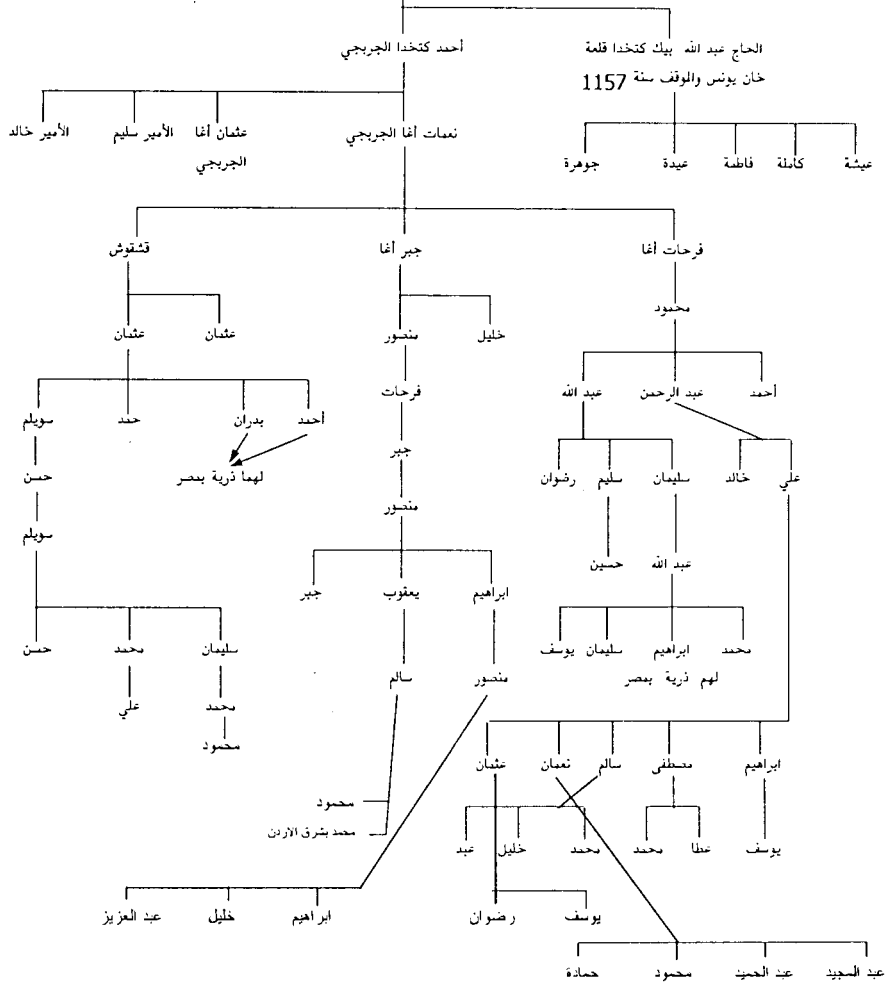 الحاج عبد الله بيك كتخدا قلعة
خان يونس والموقف سنة 1157
أحمد كتخدا الجربجي
عيشة كاملة فاطمة عيدة جوهرة
نعمات أغا الجربجي
عثمان أغا
الجربجي
الأمير سليم
الأمير خالد
فرحات أغا جبر أغا قشقوش
محمود
خليل منصور عثمان عثمان
أحمد عبد الرحمن عبد الله
فرحات
أحمد بدران حمد سويلم
جبر
علي خالد سليمان سليم رضوان
لهما ذرية بمصر
حسن
منصور
سويلم
عبد الله حسين
ابراهيم يعقوب جبر
محمد ابراهيم سليمان يوسف
لهم ذرية بمصر
سليمان محمد حسن
منصور سالم
محمد علي
محمود
ابراهيم مصطفى سالم نعمان عثمان
محمود
محمد بشرق الاردن
يوسف عطا محمد محمد خليل عبد
يوسف رضوان
ابراهيم خليل عبد العزيز
عبد المجيد عبد الحميد محمود حمادة